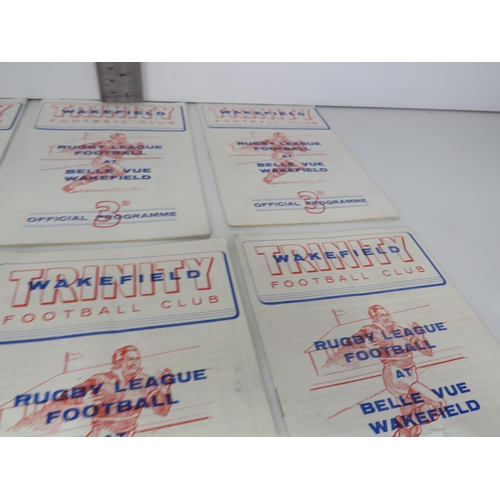 WAKEFIELD
TRINITY
FOOTBALL CLUB
RUGBY LEAGUE
FOOTBALL
AT
BELLE VUE
WAKEFIELD
3D
OFFICIAL PROGRAMME
WAKEFIELD
TRINITY
FOOTBALL CLUB
RUGBY LEAGUE
FOOTBALL
AT
BELLE VUE
WAKEFIELD
3D
OFFICIAL PROGRAMME
WAKEFIELD
TRINITY
FOOTBALL CLUB
RUGBY LEAGUE
FOOTBALL
AT
WAKEFIELD
TRINITY
FOOTBALL CLUB
RUGBY LEAGUE
FOOTBALL
AT
BELLE VUE
WAKEFIELD